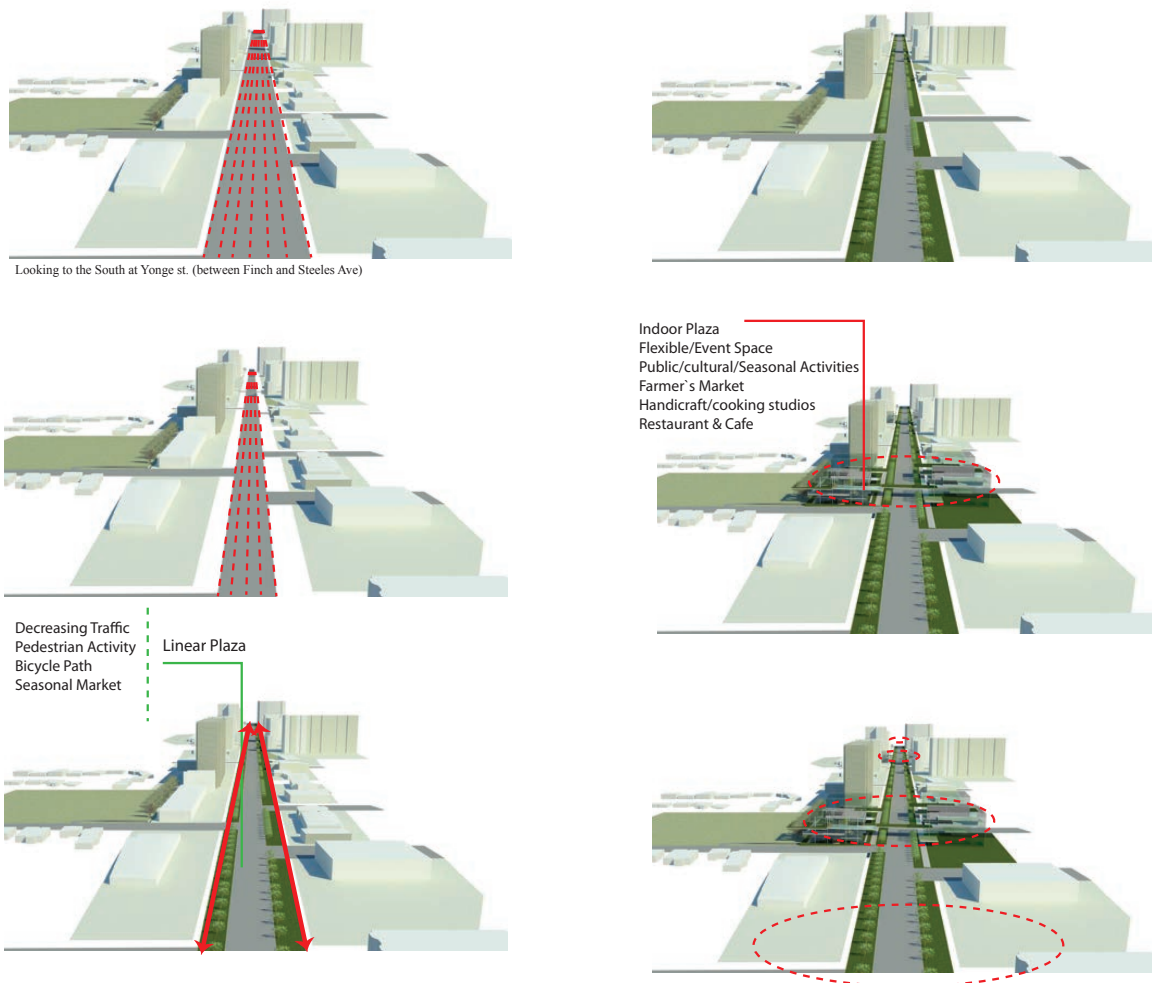 Looking to the South at Yonge st. (between Finch and Steeles Ave)
Decreasing Traffic
Pedestrian Activity
Bicycle Path
Seasonal Market
Linear Plaza
Indoor Plaza
Flexible/Event Space
Public/cultural/Seasonal Activities
Farmer`s Market
Handicraft/cooking studios
Restaurant & Cafe